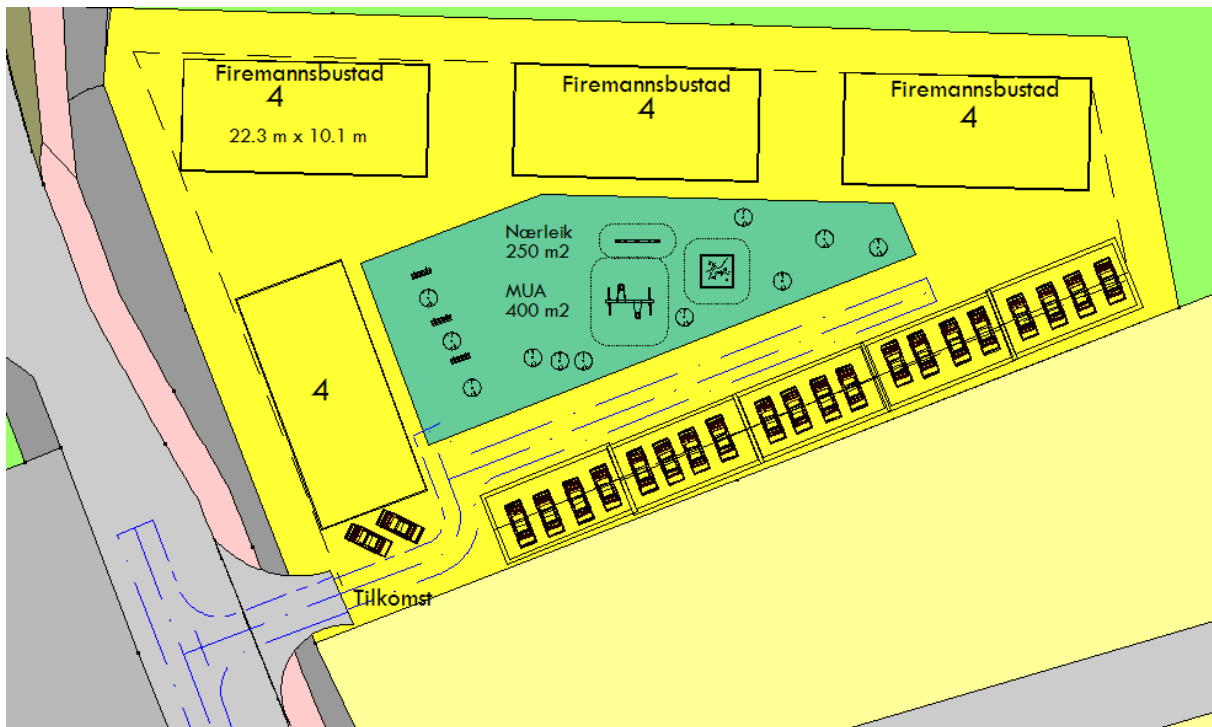 Firemannsbustad
4
22.3 m x 10.1 m
Firemannsbustad
4
Firemannsbustad
4
Nærleik
250 m2
MUA
400 m2
4
Tilkomst